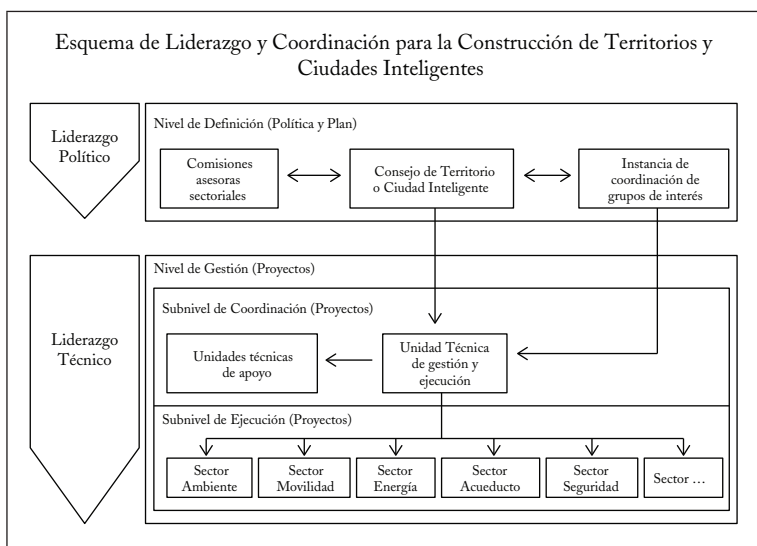 Esquema de Liderazgo y Coordinación para la Construcción de Territorios y
Ciudades Inteligentes
Liderazgo
Político
Nivel de Definición (Política y Plan)
Comisiones
asesoras
sectoriales
Consejo de Territorio
o Ciudad Inteligente
Instancia de
coordinación de
grupos de interés
Liderazgo
Técnico
Nivel de Gestión (Proyectos)
Subnivel de Coordinación (Proyectos)
Unidades técnicas
de apoyo
Unidad Técnica
de gestión y
ejecución
Subnivel de Ejecución (Proyectos)
Sector
Ambiente
Sector
Movilidad
Sector
Energía
Sector
Acueducto
Sector
Seguridad
Sector …